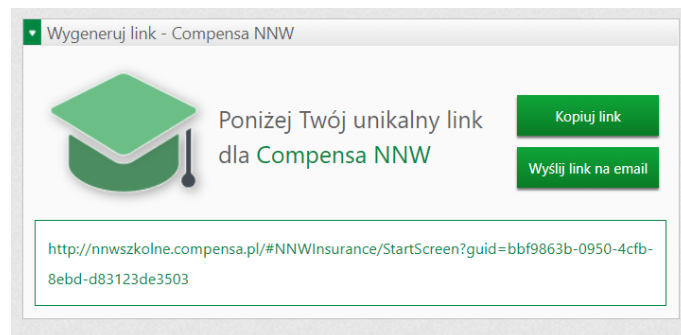 Wygeneruj link - Compensa NNW
Poniżej Twój unikalny link
dla Compensa NNW
Kopiuj link
Wyślij link na email
http://nnwszkolne.compensa.pl/#NNWInsurance/StartScreen?guid=bbf9863b-0950-4cfb-
8ebd-d83123de3503